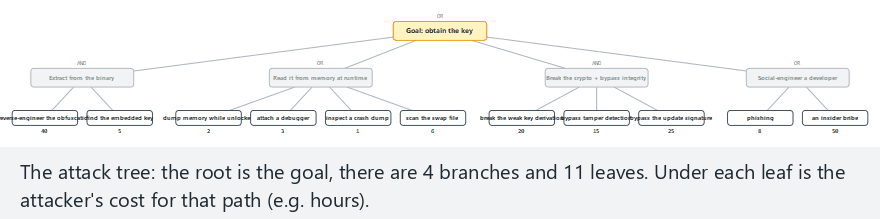 OR
Goal: obtain the key
AND
OR
AND
OR
Extract from the binary
Read it from memory at runtime
Break the crypto + bypass integrity
Social-engineer a developer
reverse-engineer the obfuscation
find the embedded key
dump memory while unlocked
attach a debugger
inspect a crash dump
scan the swap file
break the weak key derivation
bypass tamper detection
bypass the update signature
phishing
an insider bribe
40
5
2
3
1
6
20
15
25
8
50
The attack tree: the root is the goal, there are 4 branches and 11 leaves. Under each leaf is the
attacker's cost for that path (e.g. hours).